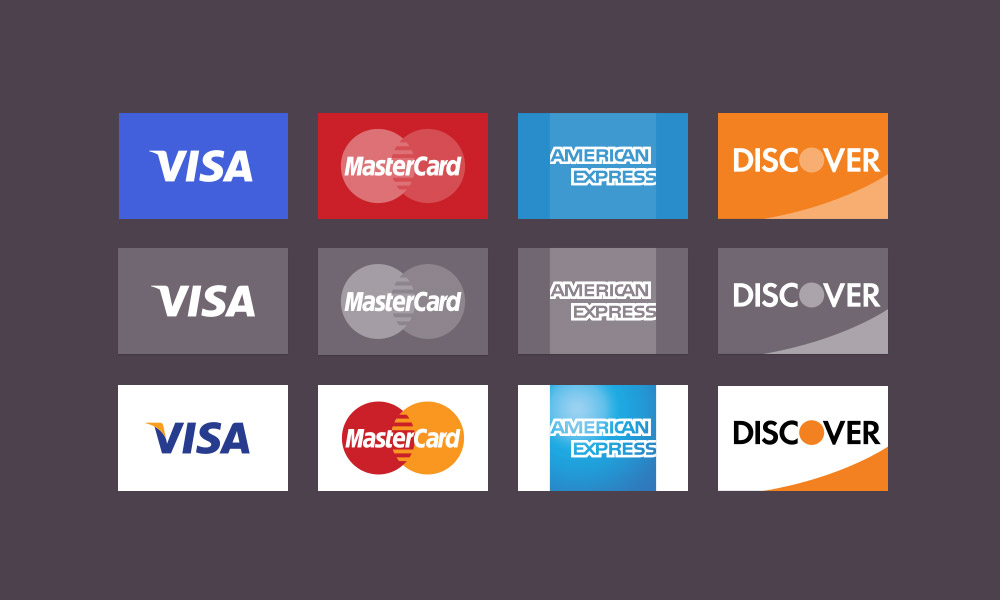 VISA
MasterCard
AMERICAN
EXPRESS
DISCOVER
VISA
MasterCard
AMERICAN
EXPRESS
DISCOVER
VISA
MasterCard
AMERICAN
EXPRESS
DISCOVER